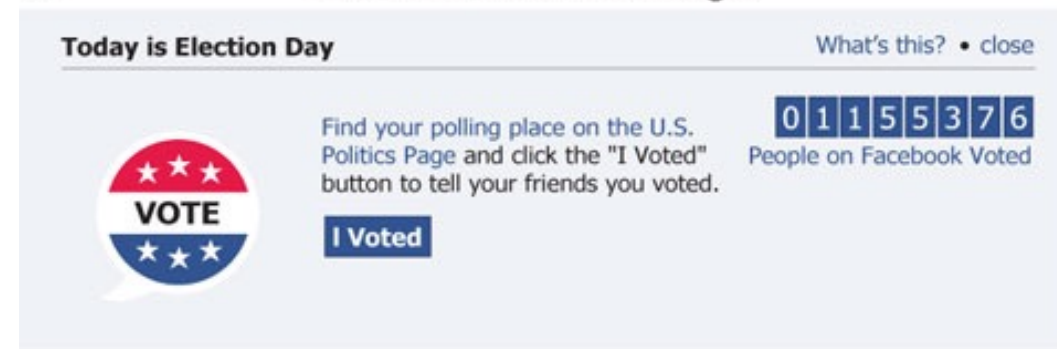 Today is Election Day
What's this? • close
Find your polling place on the U.S.
Politics Page and click the "I Voted"
button to tell your friends you voted.
I Voted
01155376
People on Facebook Voted
VOTE